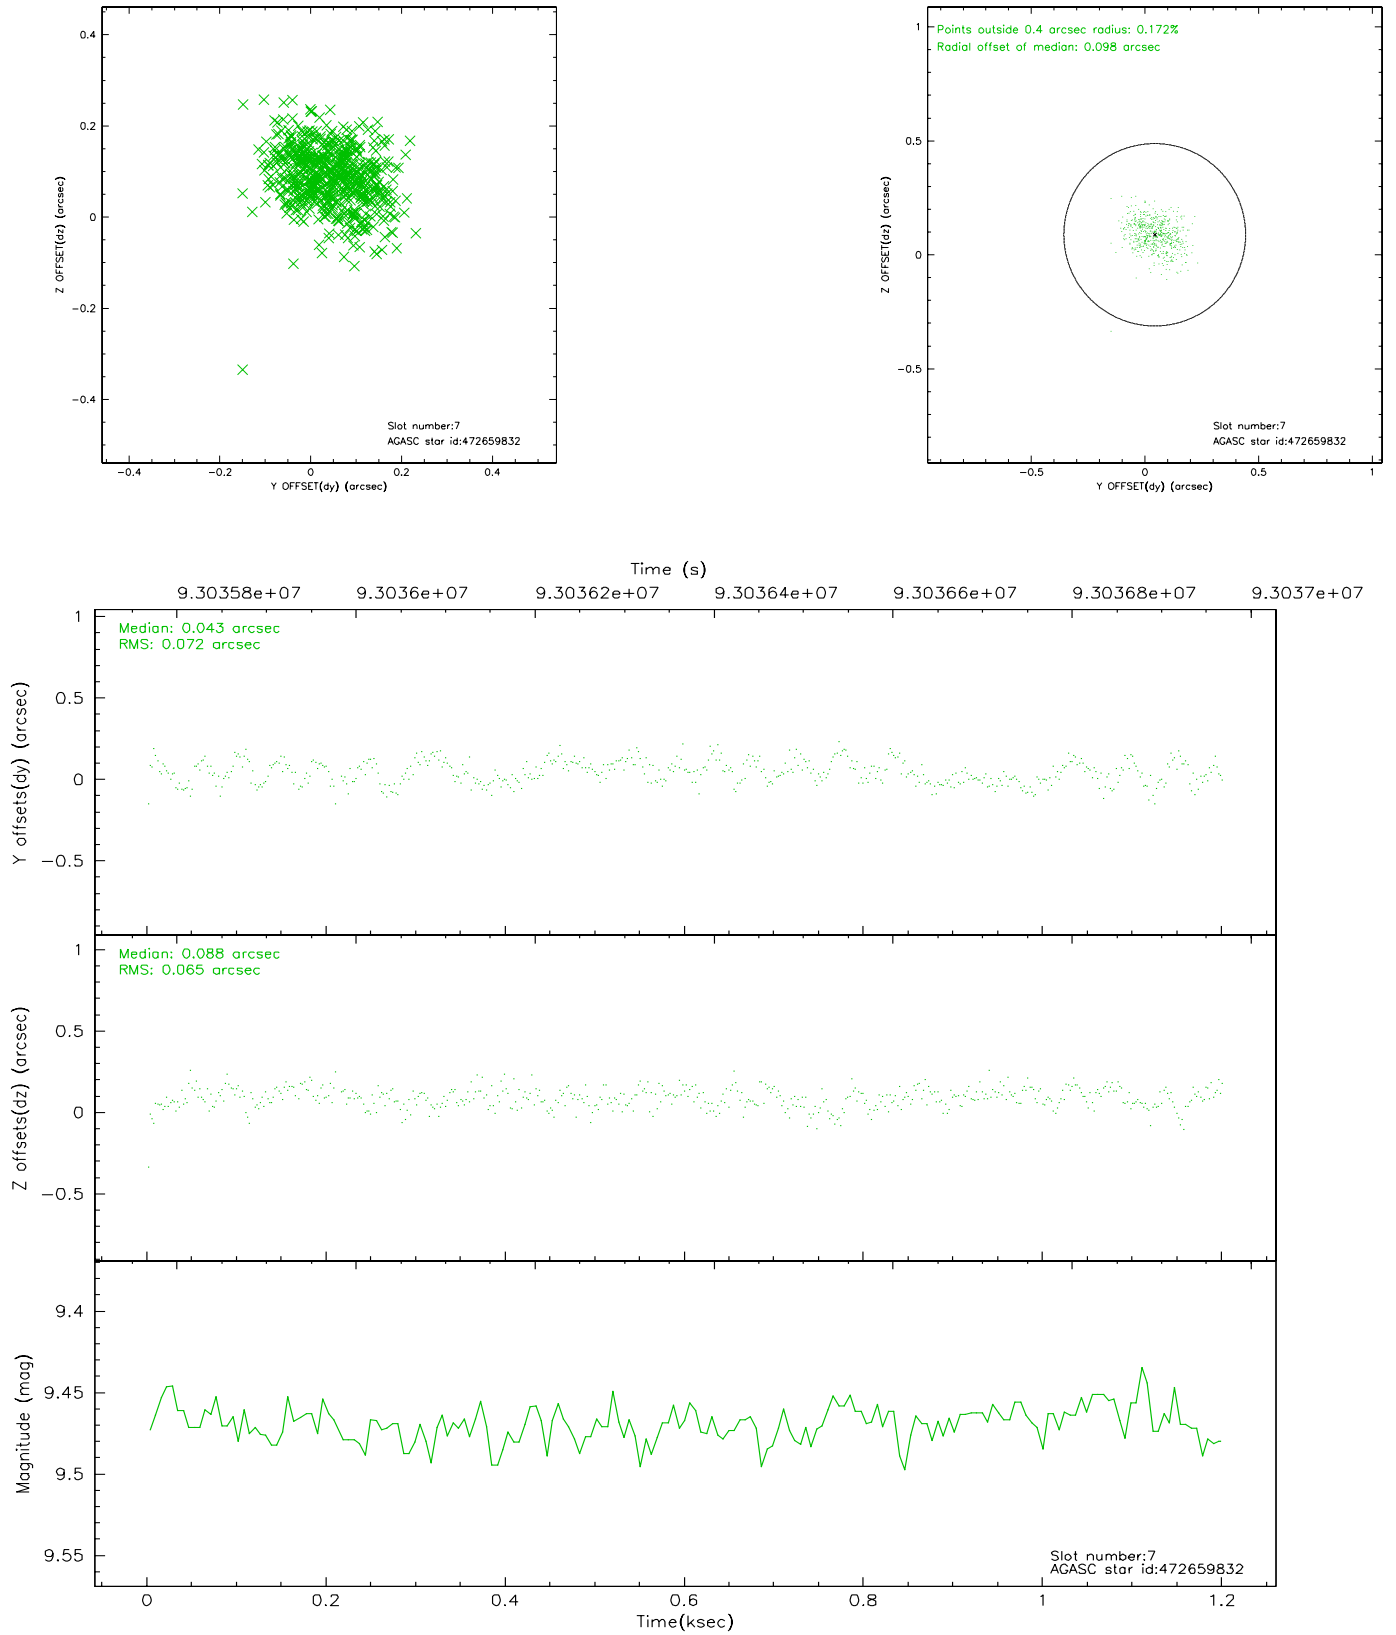 0.4
0.2
0
−0.2
−0.4
Z OFFSET(dz) (arcsec)
Slot number:7
AGASC star id:472659832
−0.4
−0.2
0
0.2
0.4
Y OFFSET(dy) (arcsec)
Points outside 0.4 arcsec radius: 0.172%
Radial offset of median: 0.098 arcsec
1
0.5
0
−0.5
Z OFFSET(dz) (arcsec)
Slot number:7
AGASC star id:472659832
−0.5
0
0.5
1
Y OFFSET(dy) (arcsec)
Time (s)
9.30358e+07
9.3036e+07
9.30362e+07
9.30364e+07
9.30366e+07
9.30368e+07
9.3037e+07
Median: 0.043 arcsec
RMS: 0.072 arcsec
1
0.5
0
−0.5
Y offsets(dy) (arcsec)
Median: 0.088 arcsec
RMS: 0.065 arcsec
1
0.5
0
−0.5
Z offsets(dz) (arcsec)
9.4
9.45
9.5
9.55
Magnitude (mag)
Slot number:7
AGASC star id:472659832
0
0.2
0.4
0.6
0.8
1
1.2
Time(ksec)